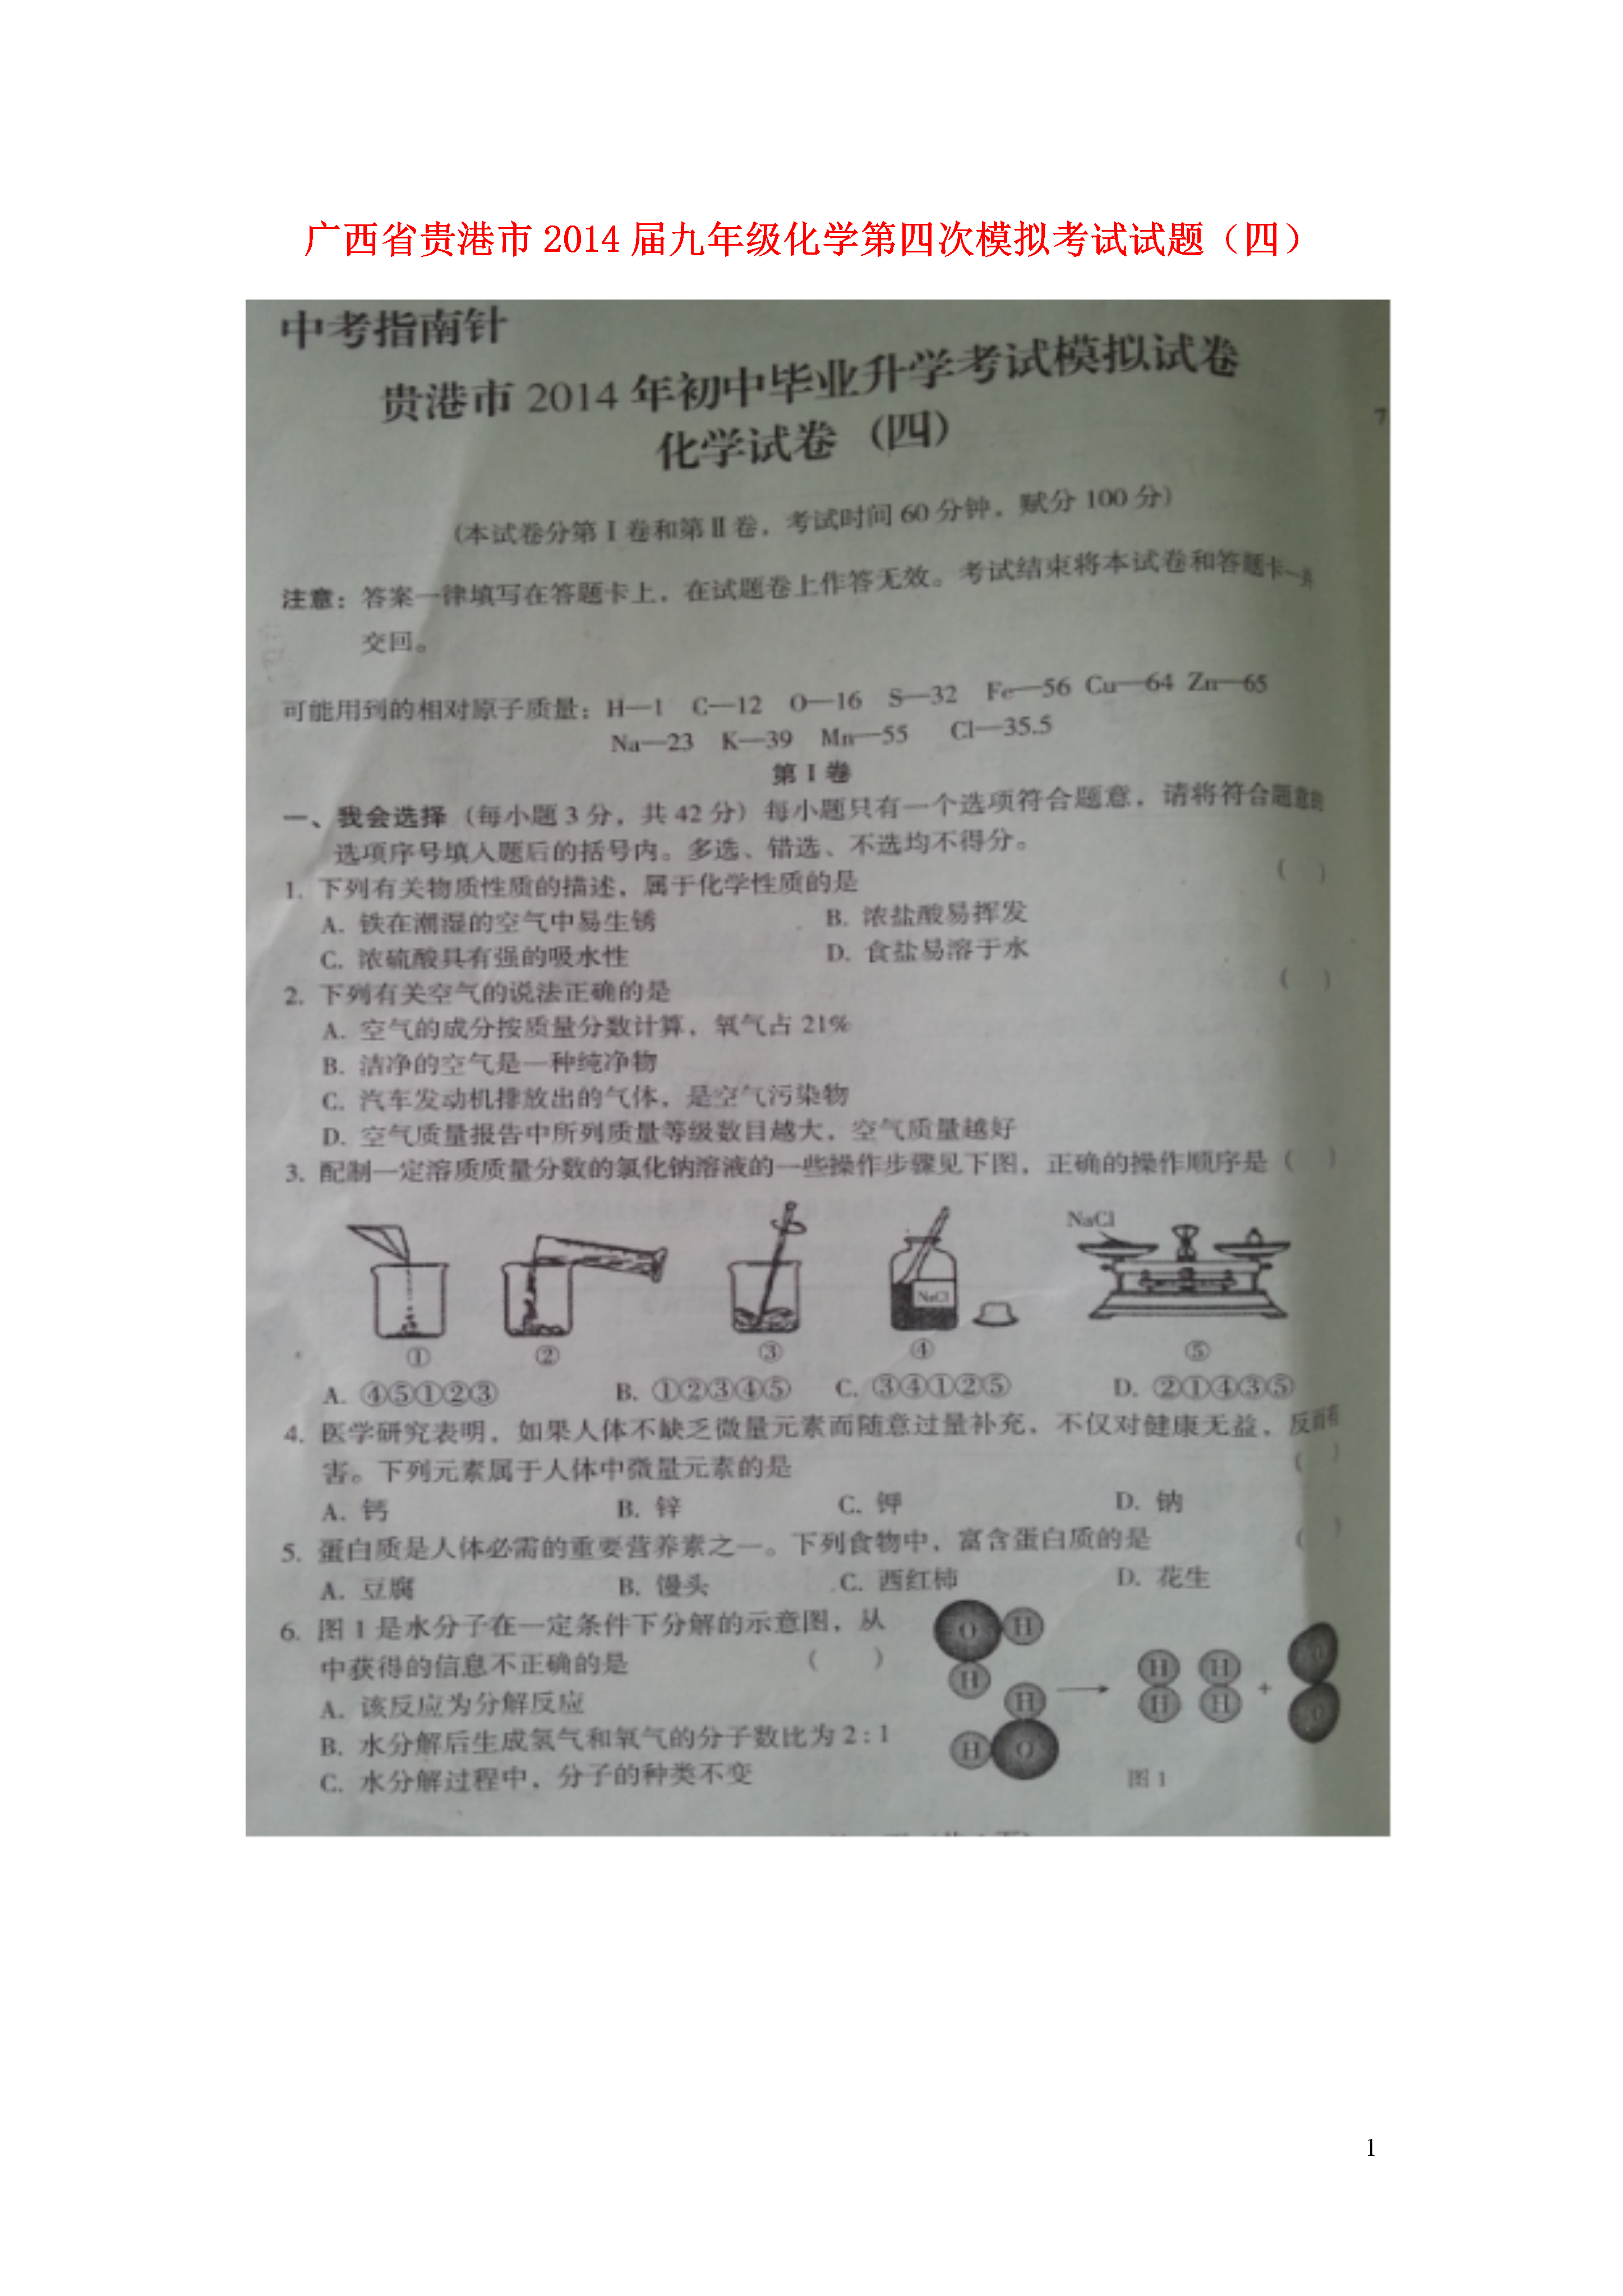 广西省贵港市 2014 届九年级化学第四次模拟考试试题（四）
中考指南针
贵港市 2014 年初中毕业升学考试模拟试卷
化学试卷（四）
7
（本试卷分第Ⅰ卷和第Ⅱ卷，考试时间 60 分钟，赋分 100 分）
注意：答案一律填写在答题卡上，在试题卷上作答无效。考试结束将本试卷和答题卡一并
交回。
可能用到的相对原子质量：H—1 C—12 O—16 S—32 Fe—56 Cu—64 Zn—65
Na—23 K—39 Mn—55 Cl—35.5
第Ⅰ卷
一、我会选择（每小题 3 分，共 42 分）每小题只有一个选项符合题意，请将符合题意的
选项序号填入题后的括号内。多选、错选、不选均不得分。
1. 下列有关物质性质的描述，属于化学性质的是 （ ）
A. 铁在潮湿的空气中易生锈 B. 浓盐酸易挥发
C. 浓硫酸具有强的吸水性 D. 食盐易溶于水
2. 下列有关空气的说法正确的是 （ ）
A. 空气的成分按质量分数计算，氧气占 21%
B. 洁净的空气是一种纯净物
C. 汽车发动机排放出的气体，是空气污染物
D. 空气质量报告中所列质量等级数目越大，空气质量越好
3. 配制一定溶质质量分数的氯化钠溶液的一些操作步骤见下图，正确的操作顺序是（ ）
NaCl
NaCl
① ② ③ ④ ⑤
A. ④⑤①②③ B. ①②③④⑤ C. ③④①②⑤ D. ②①④③⑤
4. 医学研究表明，如果人体不缺乏微量元素而随意过量补充，不仅对健康无益，反而有
害。下列元素属于人体中微量元素的是 （ ）
A. 钙 B. 锌 C. 钾 D. 钠
5. 蛋白质是人体必需的重要营养素之一。下列食物中，富含蛋白质的是 （ ）
A. 豆腐 B. 馒头 C. 西红柿 D. 花生
6. 图 1 是水分子在一定条件下分解的示意图，从
中获得的信息不正确的是 （ ）
A. 该反应为分解反应
B. 水分解后生成氢气和氧气的分子数比为 2 : 1
C. 水分解过程中，分子的种类不变
O H
H
H
H O
H H
H H
+
图 1
1